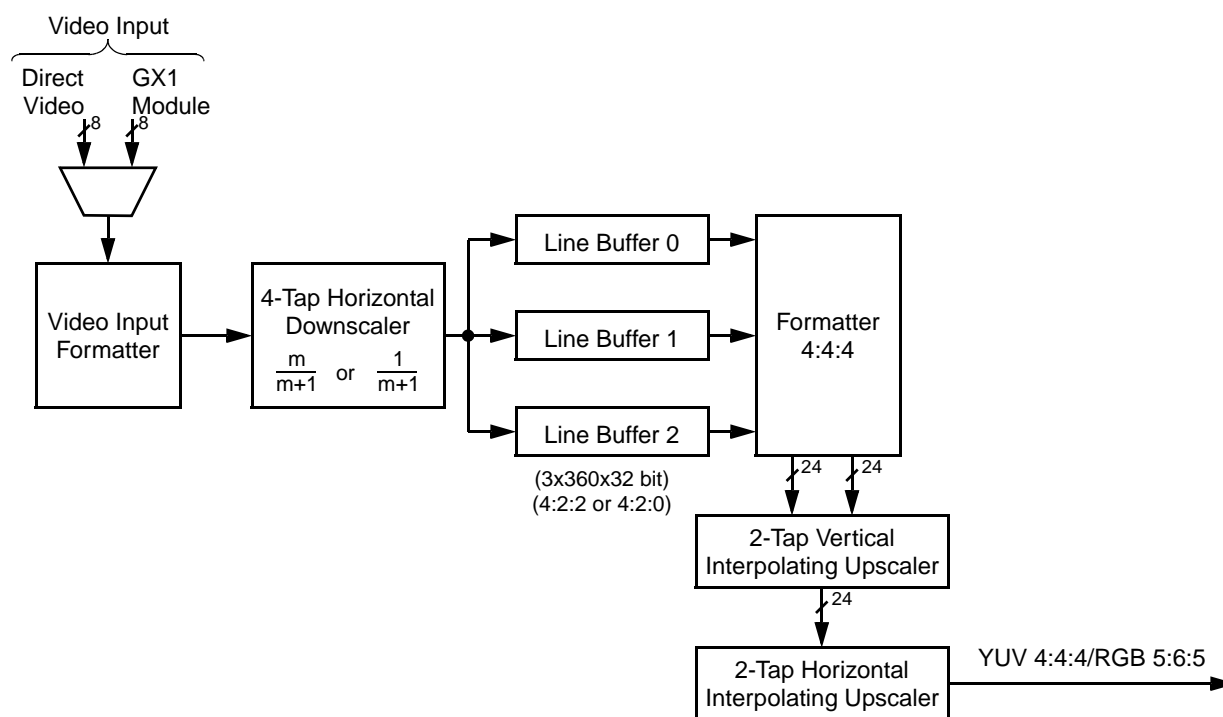 Video Input
Direct
Video
GX1
Module
8
8
Video Input
Formatter
4-Tap Horizontal
Downscaler
m
m+1
or
1
m+1
Line Buffer 0
Line Buffer 1
Line Buffer 2
(3x360x32 bit)
(4:2:2 or 4:2:0)
Formatter
4:4:4
24
24
2-Tap Vertical
Interpolating Upscaler
24
2-Tap Horizontal
Interpolating Upscaler
YUV 4:4:4/RGB 5:6:5